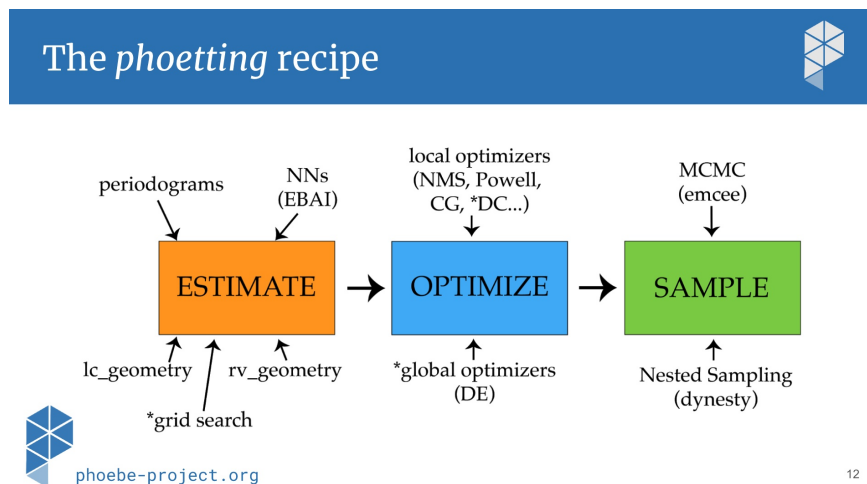 The phoetting recipe
periodograms
NNs
(EBAI)
local optimizers
(NMS, Powell,
CG, *DC...)
MCMC
(emcee)
ESTIMATE
OPTIMIZE
SAMPLE
lc_geometry
rv_geometry
*grid search
*global optimizers
(DE)
Nested Sampling
(dynesty)
phoebe-project.org
12